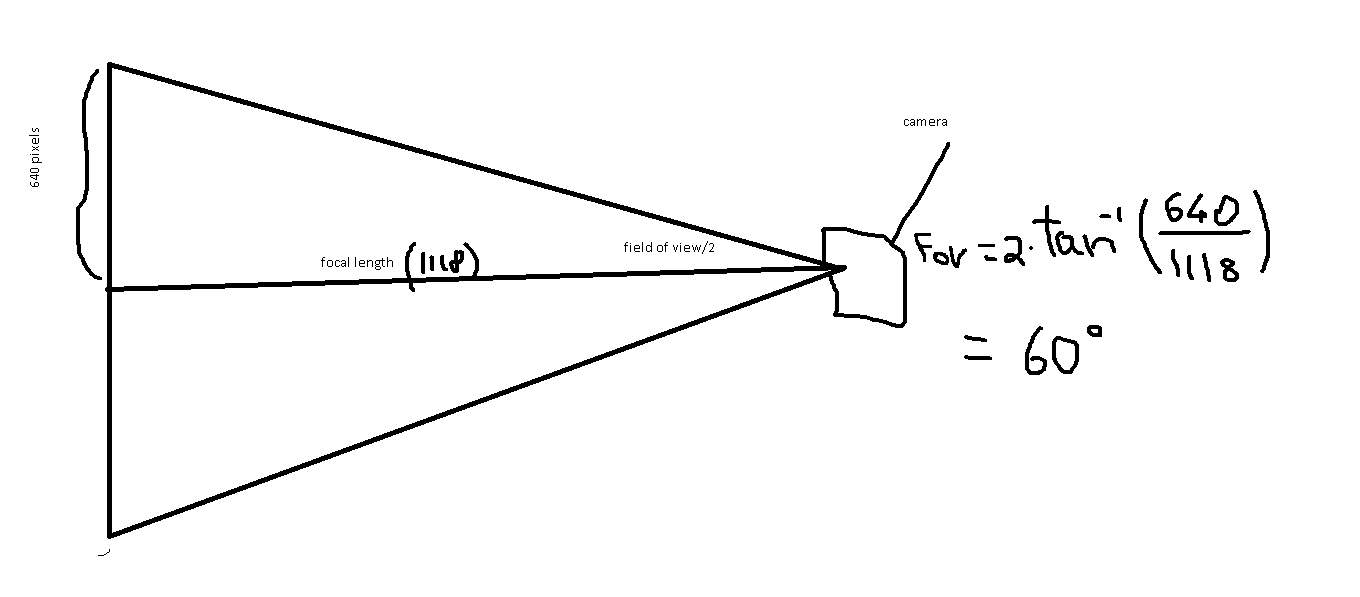 camera
640 pixels
FOV = 2 · tan⁻¹ (640/1118)
field of view/2
focal length (1118)
= 60°